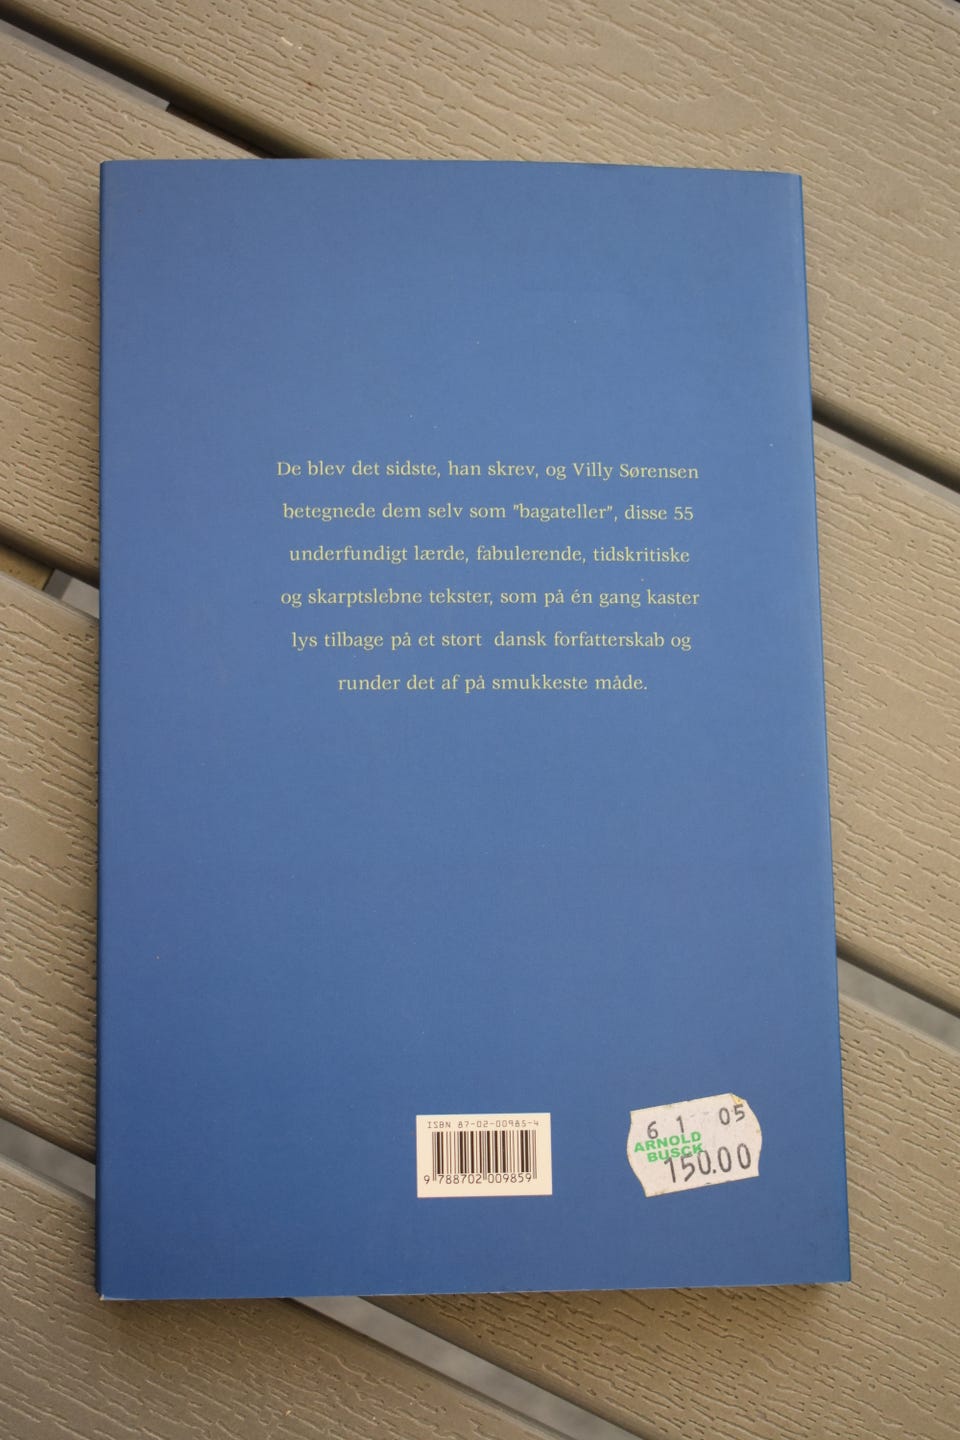 De blev det sidste, han skrev, og Villy Sørensen
betegnede dem selv som "bagateller", disse 55
underfundigt lærde, fabulerende, tidskritiske
og skarptslebne tekster, som på én gang kaster
lys tilbage på et stort dansk forfatterskab og
runder det af på smukkeste måde.
ISBN 87-02-00985-4
9 788702 009859
6 1 05
ARNOLD
BUSCK
150.00